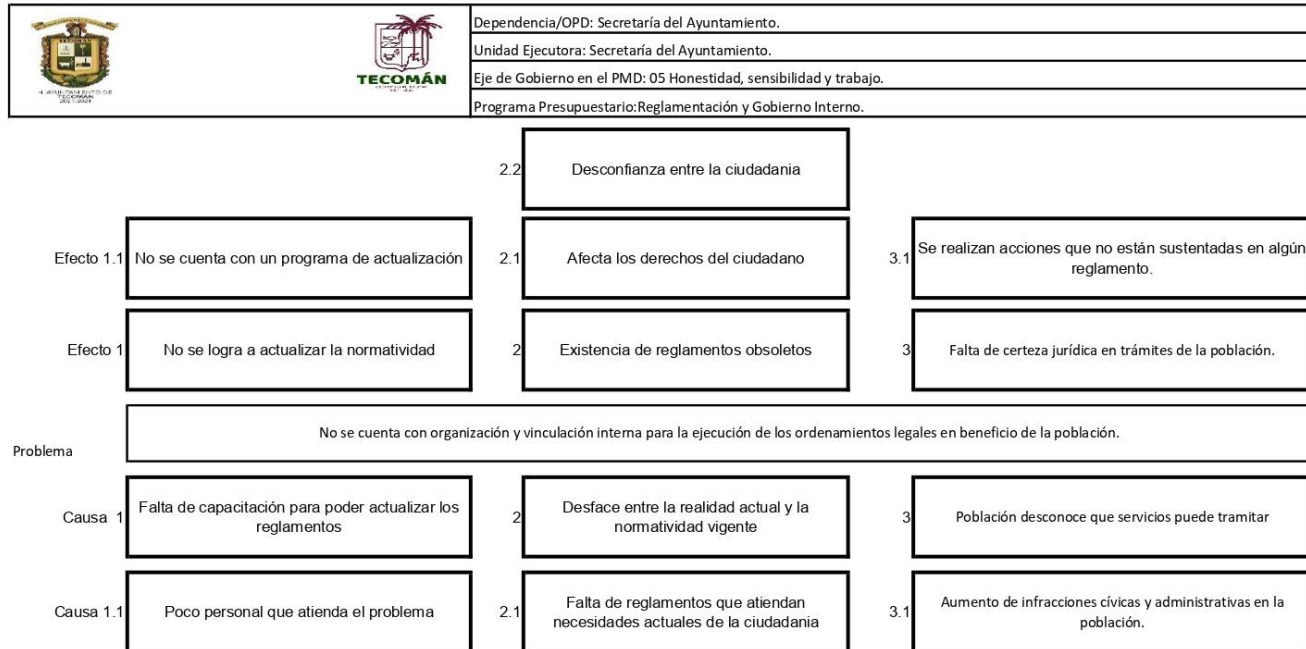 H. AYUNTAMIENTO DE
TECOMÁN
2021-2024
TECOMÁN
Dependencia/OPD: Secretaría del Ayuntamiento.
Unidad Ejecutora: Secretaría del Ayuntamiento.
Eje de Gobierno en el PMD: 05 Honestidad, sensibilidad y trabajo.
Programa Presupuestario:Reglamentación y Gobierno Interno.
2.2 Desconfianza entre la ciudadania
Efecto 1.1 No se cuenta con un programa de actualización
2.1 Afecta los derechos del ciudadano
3.1 Se realizan acciones que no están sustentadas en algún
reglamento.
Efecto 1 No se logra a actualizar la normatividad
2 Existencia de reglamentos obsoletos
3 Falta de certeza jurídica en trámites de la población.
Problema
No se cuenta con organización y vinculación interna para la ejecución de los ordenamientos legales en beneficio de la población.
Causa 1 Falta de capacitación para poder actualizar los
reglamentos
2 Desface entre la realidad actual y la
normatividad vigente
3 Población desconoce que servicios puede tramitar
Causa 1.1 Poco personal que atienda el problema
2.1 Falta de reglamentos que atiendan
necesidades actuales de la ciudadania
3.1 Aumento de infracciones cívicas y administrativas en la
población.